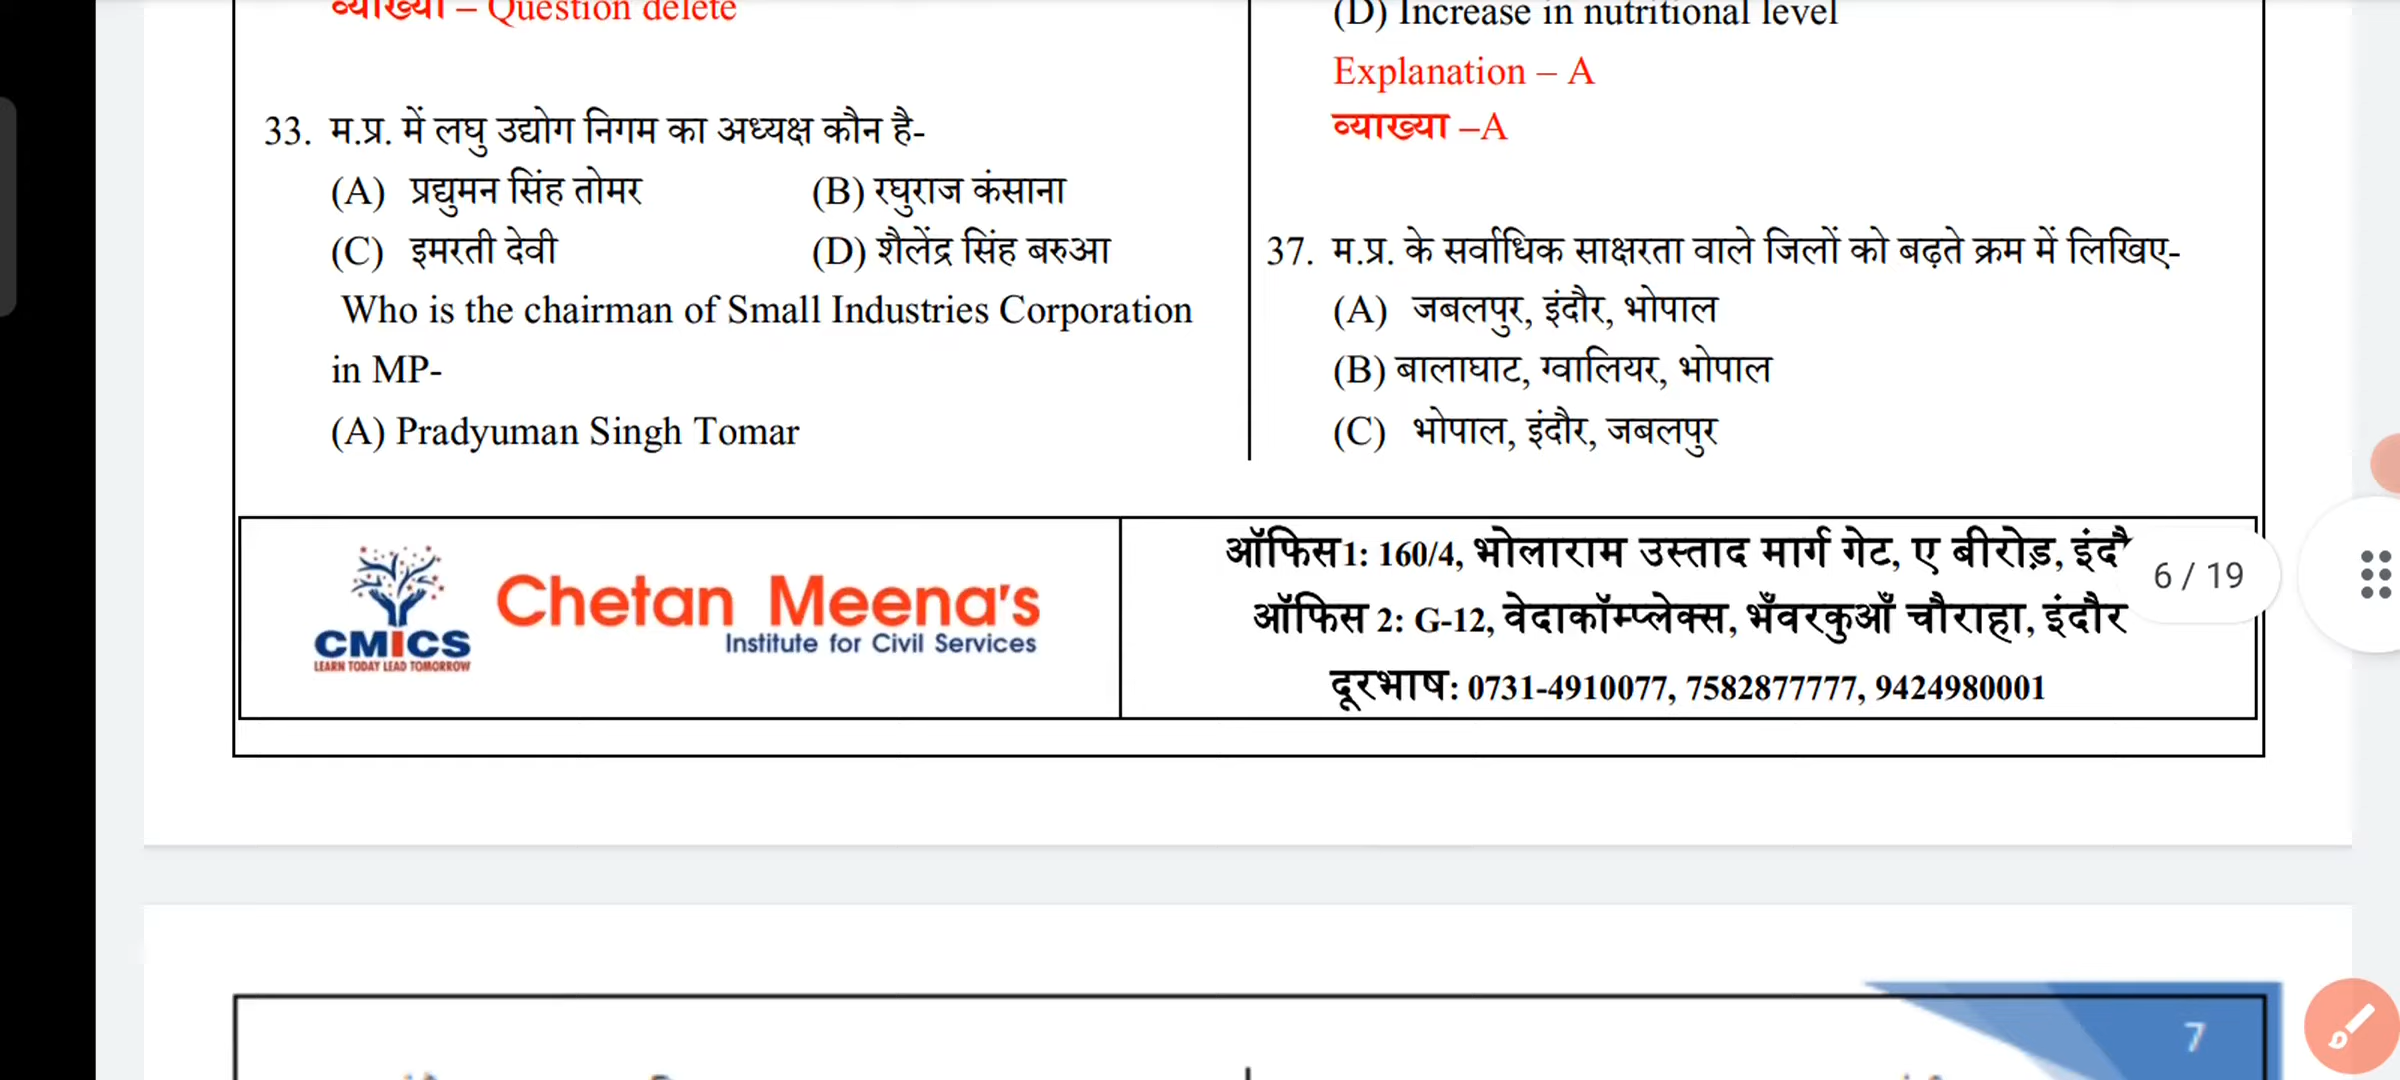 व्याख्या – Question delete
33. म.प्र. में लघु उद्योग निगम का अध्यक्ष कौन है-
(A) प्रद्युमन सिंह तोमर (B) रघुराज कंसाना
(C) इमरती देवी (D) शैलेंद्र सिंह बरुआ
Who is the chairman of Small Industries Corporation
in MP-
(A) Pradyuman Singh Tomar
(D) Increase in nutritional level
Explanation – A
व्याख्या –A
37. म.प्र. के सर्वाधिक साक्षरता वाले जिलों को बढ़ते क्रम में लिखिए-
(A) जबलपुर, इंदौर, भोपाल
(B) बालाघाट, ग्वालियर, भोपाल
(C) भोपाल, इंदौर, जबलपुर
CMICS
LEARN TODAY LEAD TOMORROW
Chetan Meena's
Institute for Civil Services
ऑफिस1: 160/4, भोलाराम उस्ताद मार्ग गेट, ए बीरोड़, इंदौ
ऑफिस 2: G-12, वेदाकॉम्प्लेक्स, भँवरकुआँ चौराहा, इंदौर
दूरभाष: 0731-4910077, 7582877777, 9424980001
6 / 19
7